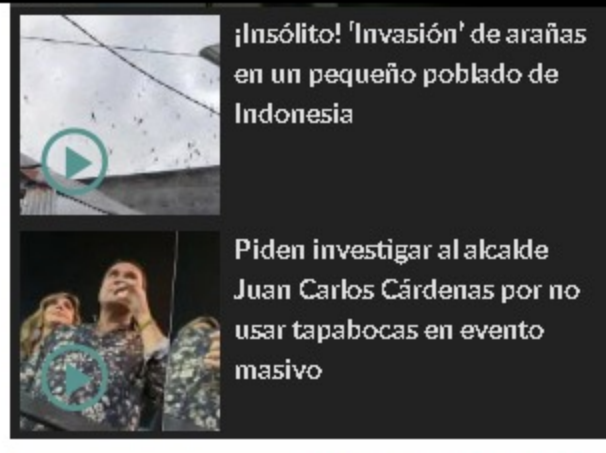 ¡Insólito! 'Invasión' de arañas
en un pequeño poblado de
Indonesia
Piden investigar al alcalde
Juan Carlos Cárdenas por no
usar tapabocas en evento
masivo